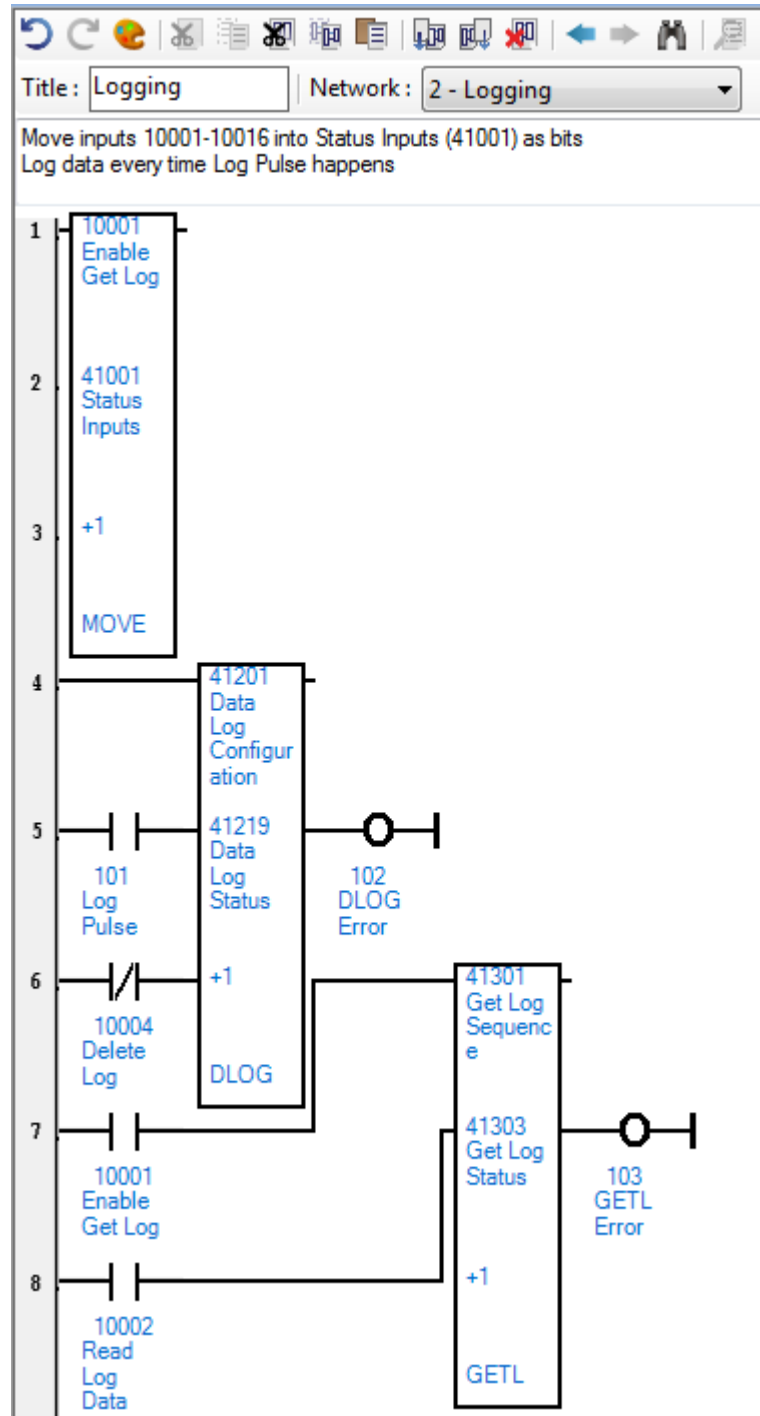 Title : Logging Network : 2 - Logging
Move inputs 10001-10016 into Status Inputs (41001) as bits
Log data every time Log Pulse happens
1
10001
Enable
Get Log
2
41001
Status
Inputs
3
+1
MOVE
4
41201
Data
Log
Configur
ation
5
101
Log
Pulse
41219
Data
Log
Status
102
DLOG
Error
6
10004
Delete
Log
+1
DLOG
41301
Get Log
Sequenc
e
7
10001
Enable
Get Log
41303
Get Log
Status
103
GETL
Error
8
10002
Read
Log
Data
+1
GETL